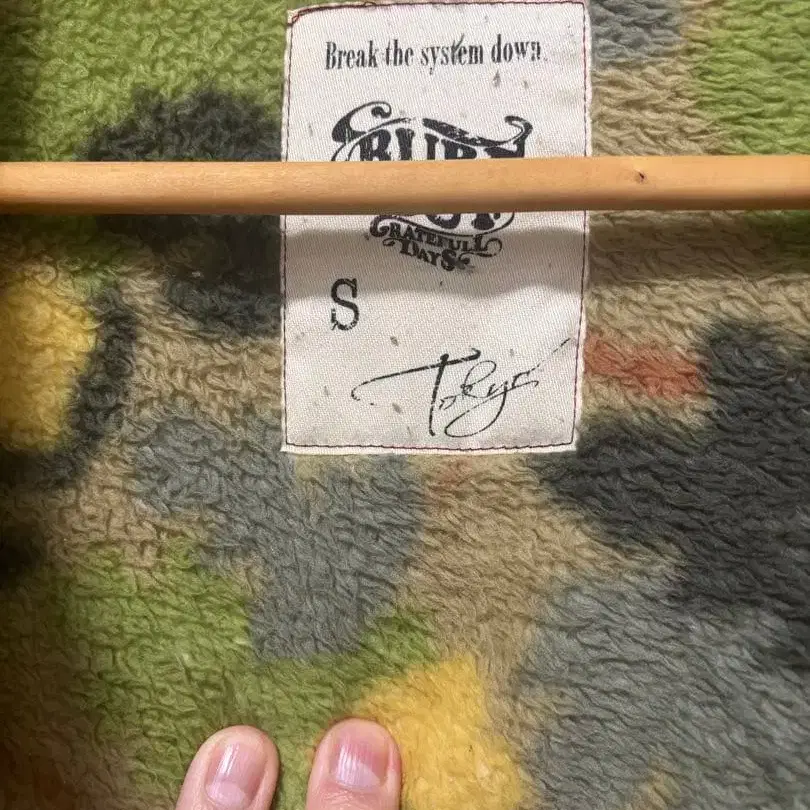 Break the system down.
GRATEFULL
DAYS
S
Tokyo